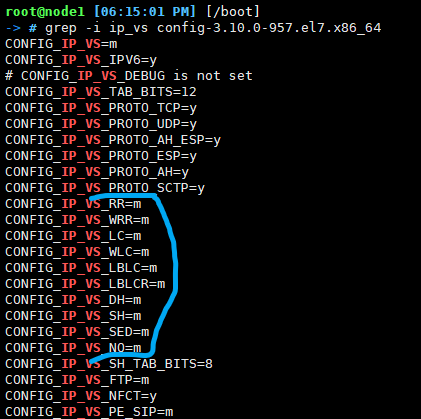 root@node1 [06:15:01 PM] [/boot]
-> # grep -i ip_vs config-3.10.0-957.el7.x86_64
CONFIG_IP_VS=m
CONFIG_IP_VS_IPV6=y
# CONFIG_IP_VS_DEBUG is not set
CONFIG_IP_VS_TAB_BITS=12
CONFIG_IP_VS_PROTO_TCP=y
CONFIG_IP_VS_PROTO_UDP=y
CONFIG_IP_VS_PROTO_AH_ESP=y
CONFIG_IP_VS_PROTO_ESP=y
CONFIG_IP_VS_PROTO_AH=y
CONFIG_IP_VS_PROTO_SCTP=y
CONFIG_IP_VS_RR=m
CONFIG_IP_VS_WRR=m
CONFIG_IP_VS_LC=m
CONFIG_IP_VS_WLC=m
CONFIG_IP_VS_LBLC=m
CONFIG_IP_VS_LBLCR=m
CONFIG_IP_VS_DH=m
CONFIG_IP_VS_SH=m
CONFIG_IP_VS_SED=m
CONFIG_IP_VS_NQ=m
CONFIG_IP_VS_SH_TAB_BITS=8
CONFIG_IP_VS_FTP=m
CONFIG_IP_VS_NFCT=y
CONFIG_IP_VS_PE_SIP=m